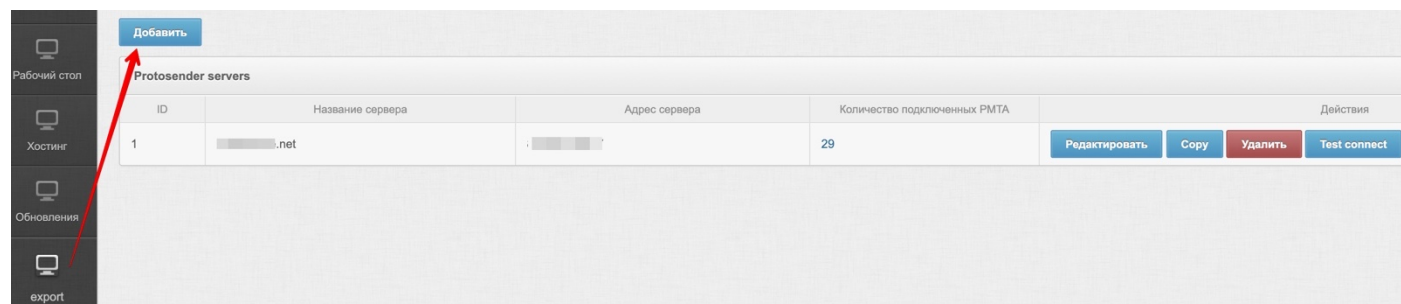 Добавить
Рабочий стол
Protosender servers
ID
Название сервера
Адрес сервера
Количество подключенных PMTA
Действия
Хостинг
1
.net
29
Редактировать
Copy
Удалить
Test connect
Обновления
export